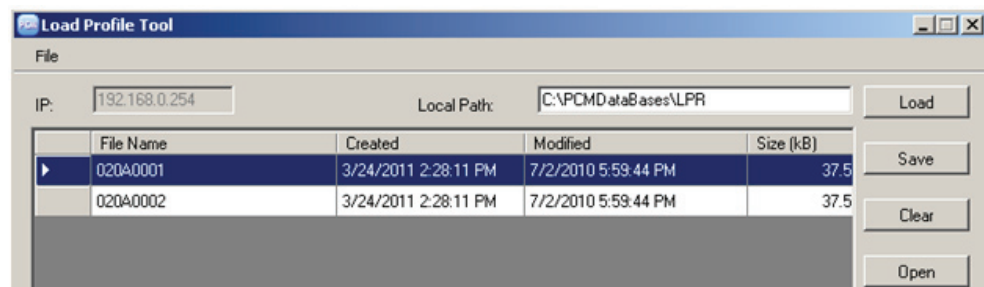 Load Profile Tool
File
IP: 192.168.0.254 Local Path: C:\PCMDataBases\LPR Load
File Name Created Modified Size (kB)
020A0001 3/24/2011 2:28:11 PM 7/2/2010 5:59:44 PM 37.5
Save
020A0002 3/24/2011 2:28:11 PM 7/2/2010 5:59:44 PM 37.5
Clear
Open